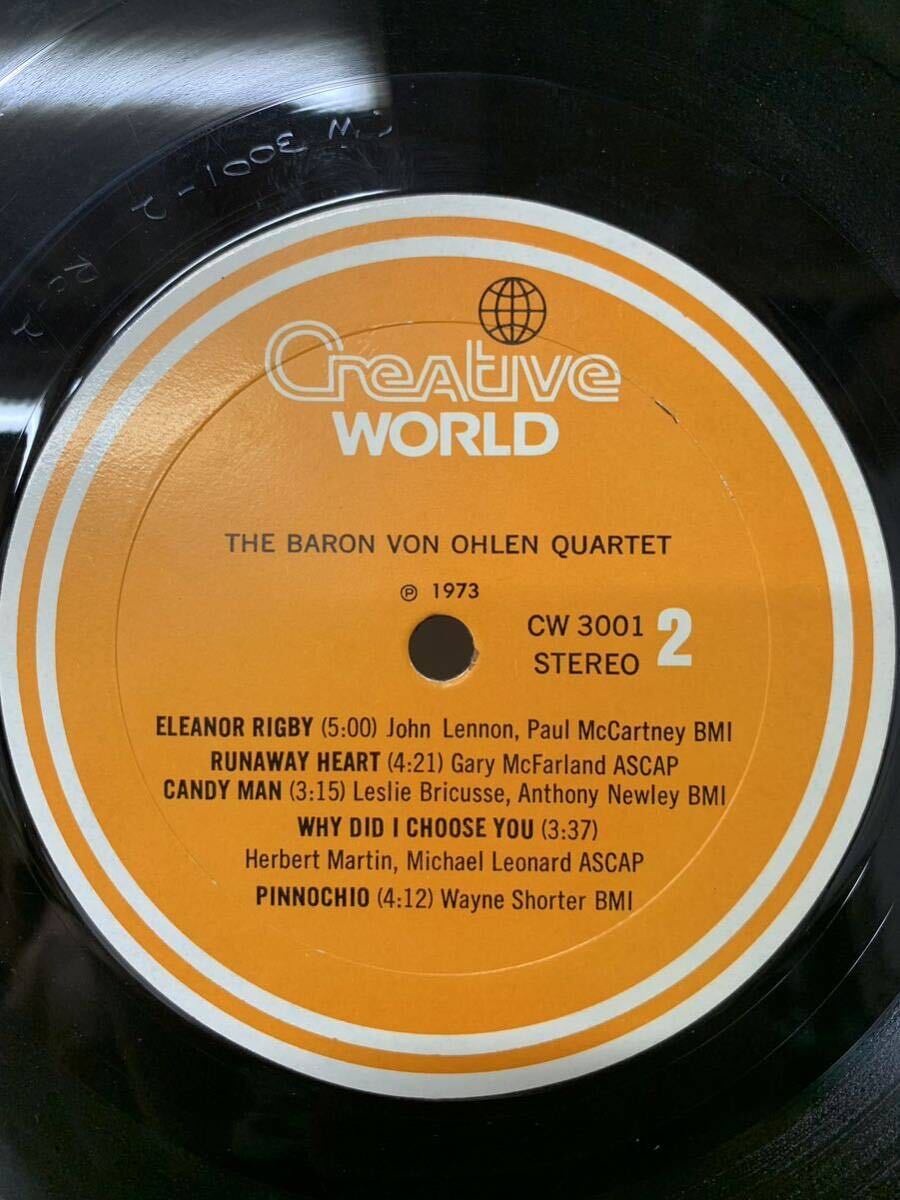 CW 3001-2 Re-2
Creative
WORLD
THE BARON VON OHLEN QUARTET
℗ 1973
CW 3001 2
STEREO
ELEANOR RIGBY (5:00) John Lennon, Paul McCartney BMI
RUNAWAY HEART (4:21) Gary McFarland ASCAP
CANDY MAN (3:15) Leslie Bricusse, Anthony Newley BMI
WHY DID I CHOOSE YOU (3:37)
Herbert Martin, Michael Leonard ASCAP
PINNOCHIO (4:12) Wayne Shorter BMI